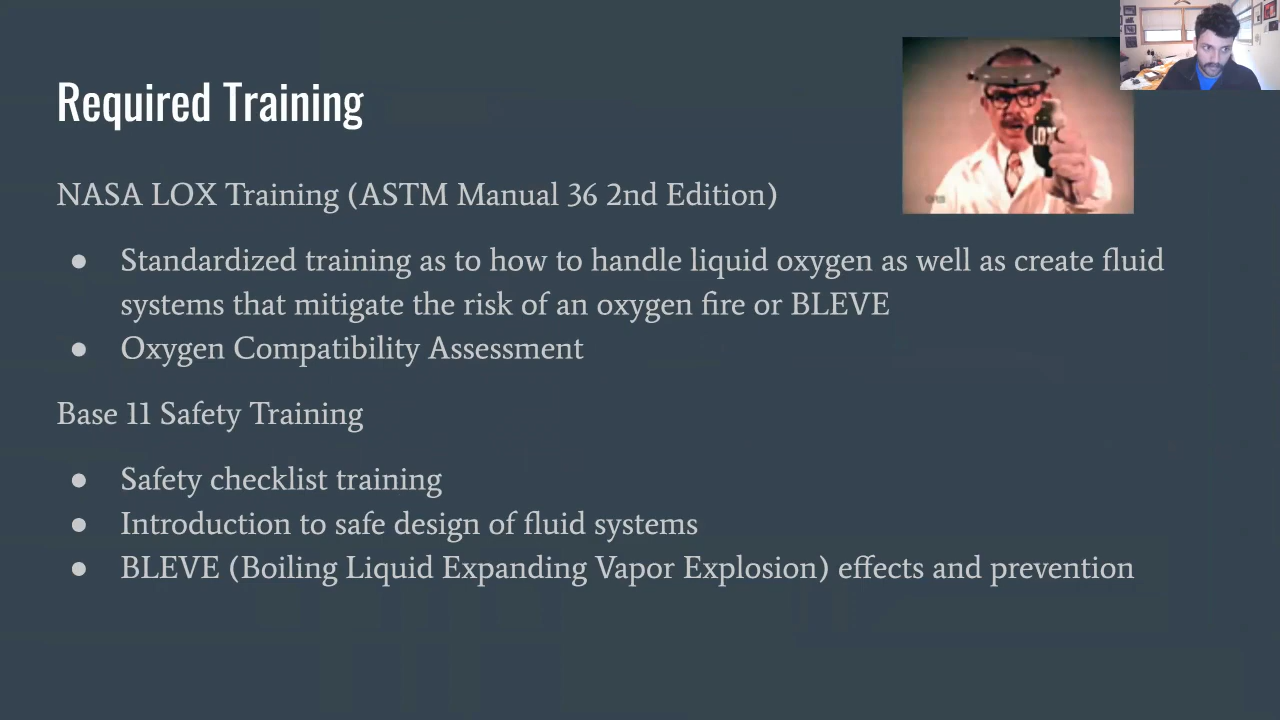 Required Training
LOX
NASA LOX Training (ASTM Manual 36 2nd Edition)
● Standardized training as to how to handle liquid oxygen as well as create fluid
systems that mitigate the risk of an oxygen fire or BLEVE
● Oxygen Compatibility Assessment
Base 11 Safety Training
● Safety checklist training
● Introduction to safe design of fluid systems
● BLEVE (Boiling Liquid Expanding Vapor Explosion) effects and prevention